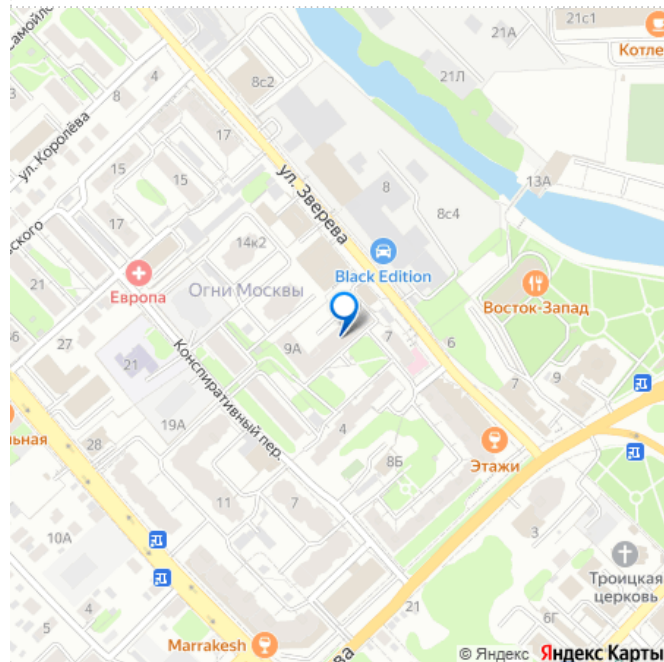 21с1
21А
Котле
Самойло
8с2
21Л
3
4
8
17
ул. Королёва
15
15
13А
ул. Зверева
8
8с4
17
14к2
Black Edition
21
Европа
Огни Москвы
Восток-Запад
27
9А
7
6
21
Конспиративный пер.
9
7
19А
4
льная
28
8Б
Этажи
11
7
10А
3
Троицкая
церковь
5
4
21
6Г
Marrakesh
© Яндекс Яндекс Карты